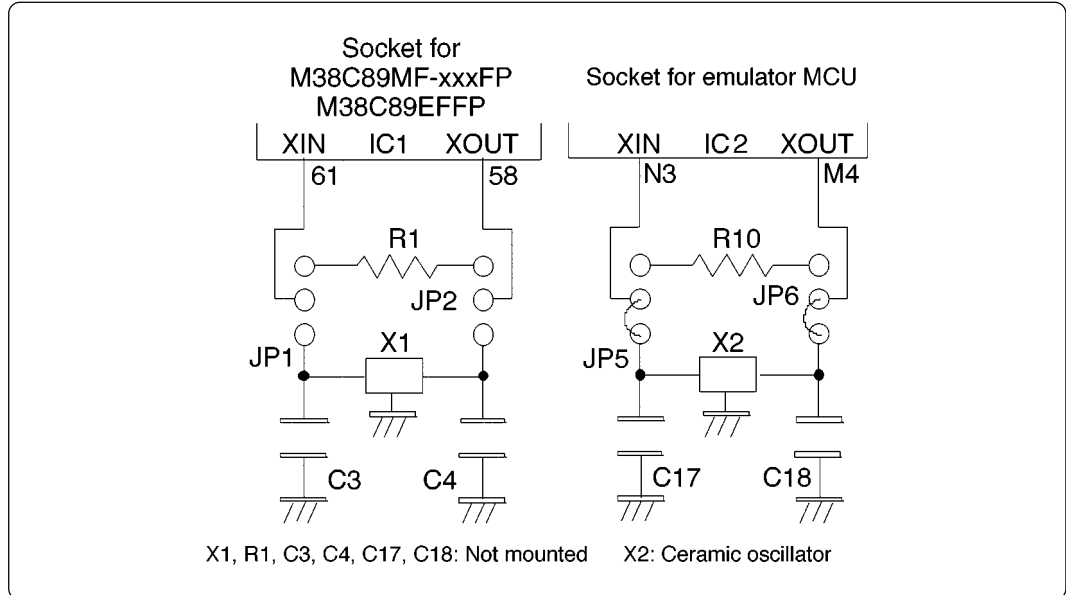 Socket for
M38C89MF-xxxFP
M38C89EFFP
XIN IC1 XOUT
61 58
R1
JP2
X1
JP1
C3 C4
Socket for emulator MCU
XIN IC2 XOUT
N3 M4
R10
JP6
X2
JP5
C17 C18
X1, R1, C3, C4, C17, C18: Not mounted X2: Ceramic oscillator